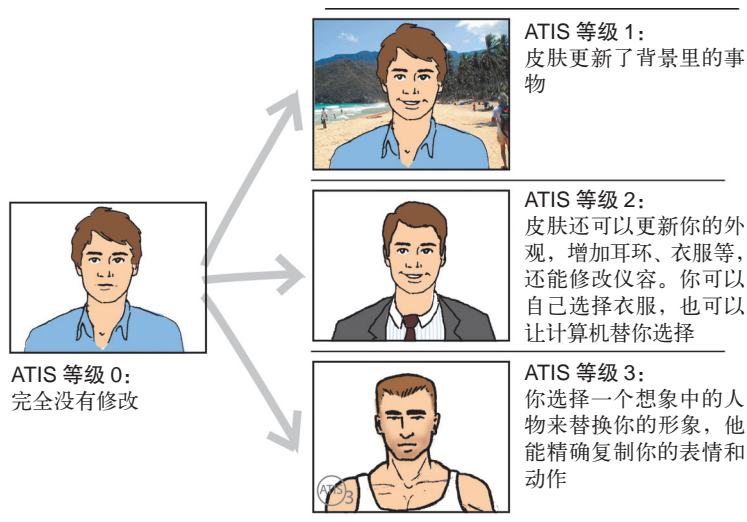 ATIS 等级 1：
皮肤更新了背景里的事
物
ATIS 等级 2：
皮肤还可以更新你的外
观，增加耳环、衣服等，
还能修改仪容。你可以
自己选择衣服，也可以
让计算机替你选择
ATIS 等级 0：
完全没有修改
ATIS 等级 3：
你选择一个想象中的人
物来替换你的形象，他
能精确复制你的表情和
动作
ATIS 3